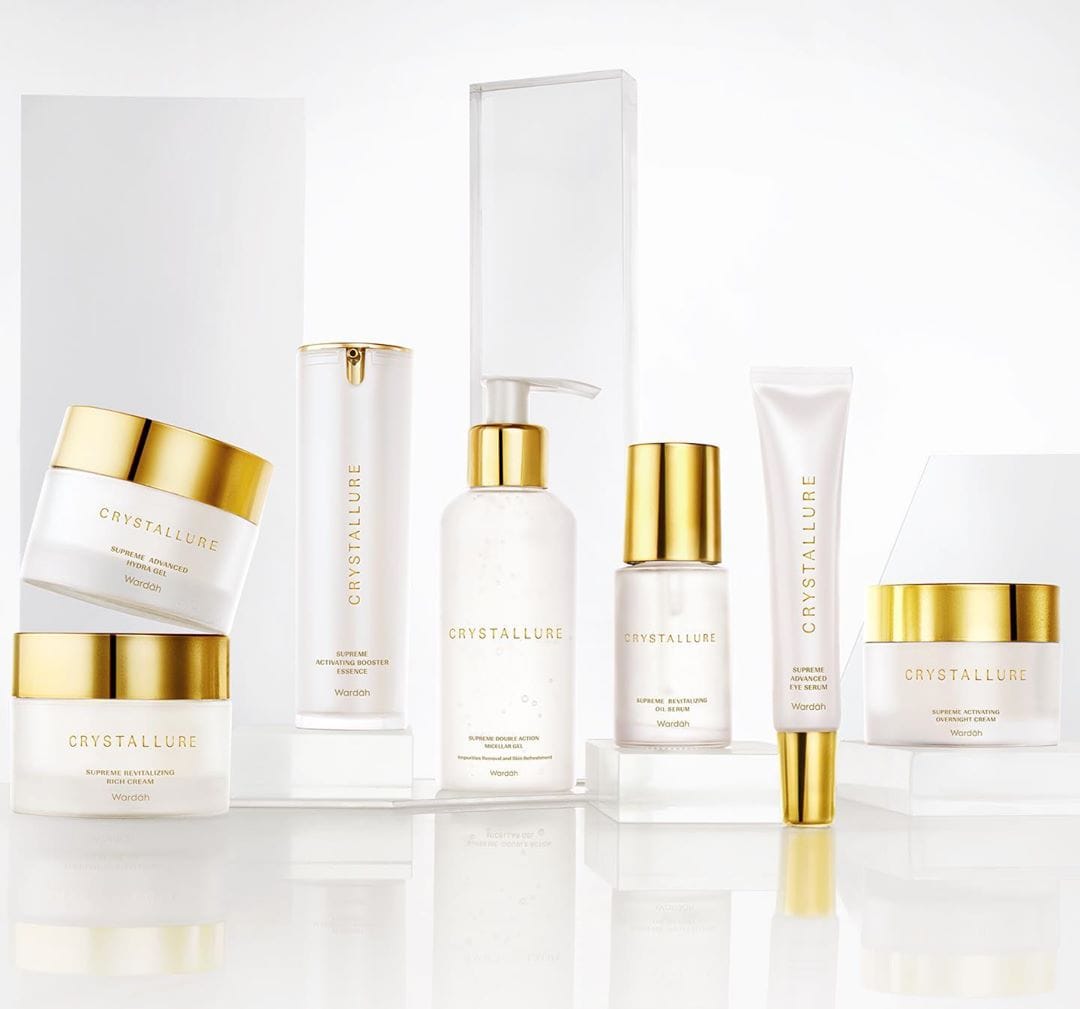 CRYSTALLURE
SUPREME ADVANCED
HYDRA GEL
Wardah
CRYSTALLURE
SUPREME REVITALIZING
RICH CREAM
Wardah
CRYSTALLURE
SUPREME
ACTIVATING BOOSTER
ESSENCE
Wardah
CRYSTALLURE
SUPREME DOUBLE ACTION
MICELLAR GEL
Impurities Removal and Skin Refreshment
Wardah
CRYSTALLURE
SUPREME REVITALIZING
OIL SERUM
Wardah
CRYSTALLURE
SUPREME
ADVANCED
EYE SERUM
Wardah
CRYSTALLURE
SUPREME ACTIVATING
OVERNIGHT CREAM
Wardah